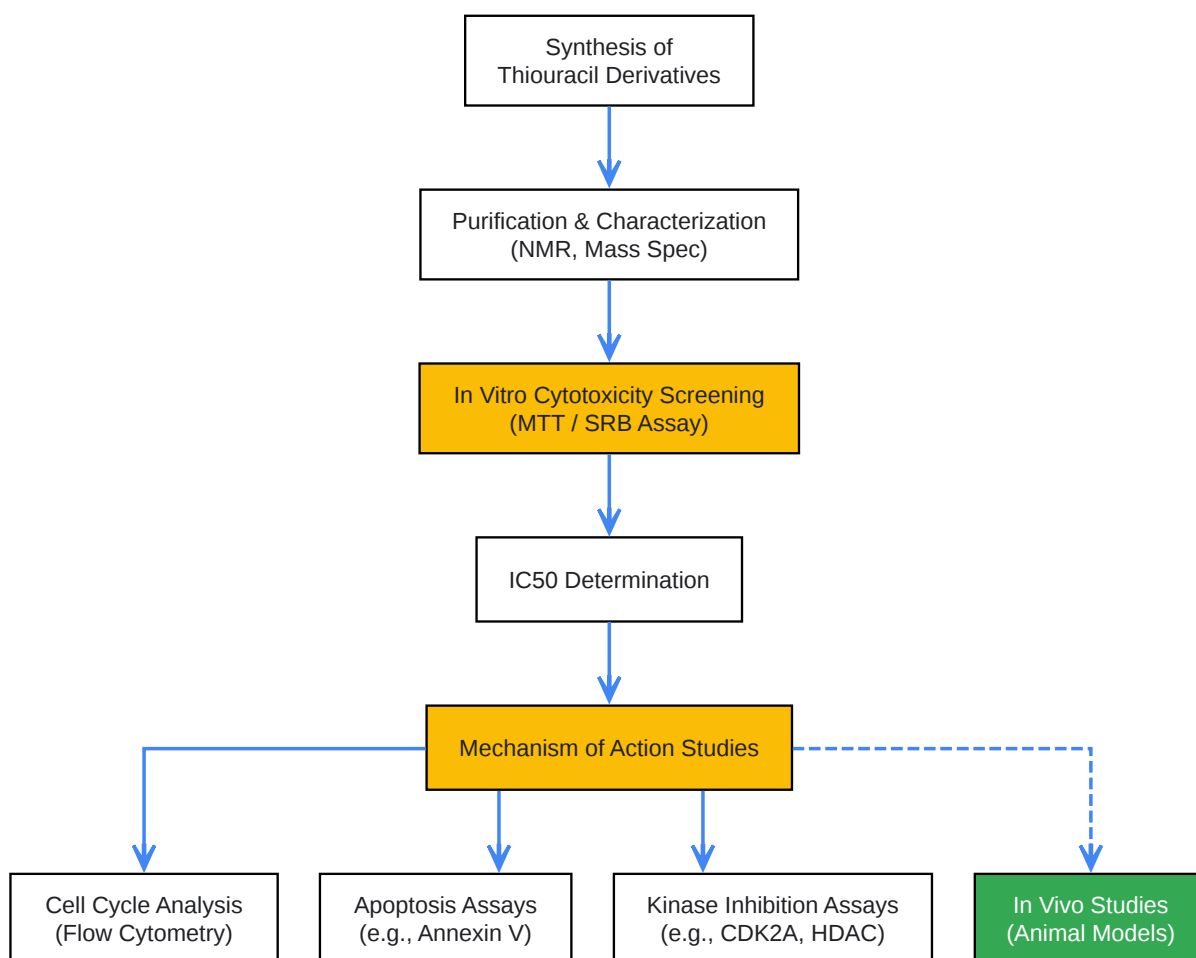 Synthesis of
Thiouracil Derivatives
Purification & Characterization
(NMR, Mass Spec)
In Vitro Cytotoxicity Screening
(MTT / SRB Assay)
IC50 Determination
Mechanism of Action Studies
Cell Cycle Analysis
(Flow Cytometry)
Apoptosis Assays
(e.g., Annexin V)
Kinase Inhibition Assays
(e.g., CDK2A, HDAC)
In Vivo Studies
(Animal Models)